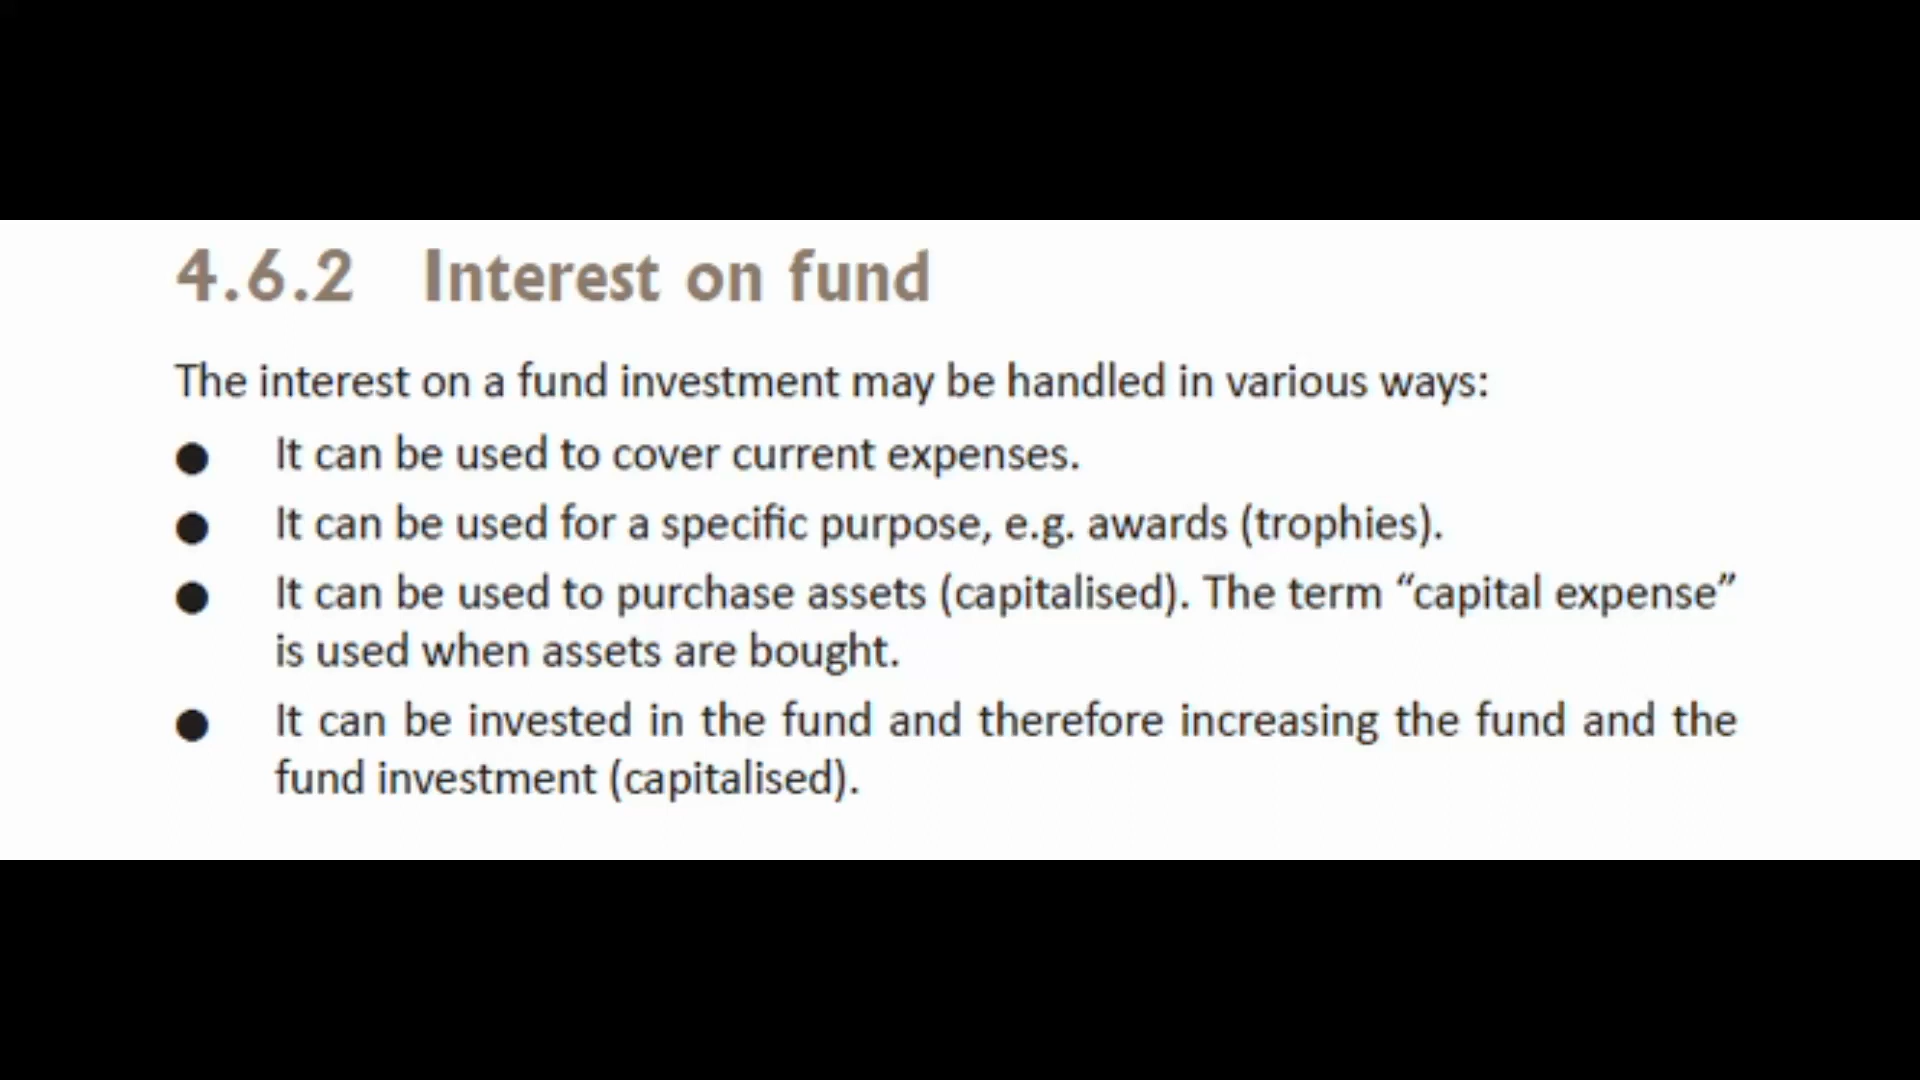 4.6.2 Interest on fund
The interest on a fund investment may be handled in various ways:
● It can be used to cover current expenses.
● It can be used for a specific purpose, e.g. awards (trophies).
● It can be used to purchase assets (capitalised). The term “capital expense”
is used when assets are bought.
● It can be invested in the fund and therefore increasing the fund and the
fund investment (capitalised).